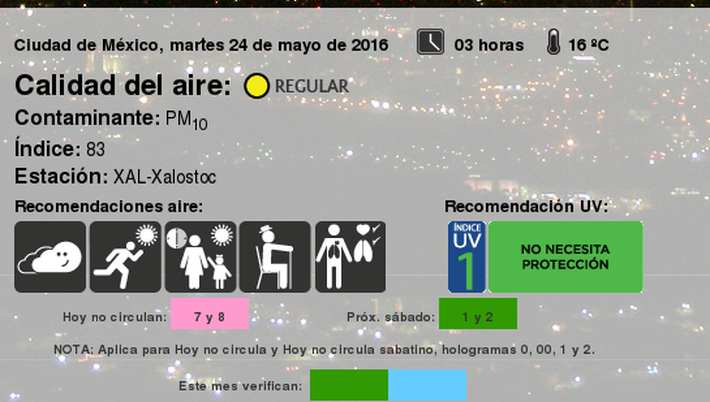 Ciudad de México, martes 24 de mayo de 2016 03 horas 16 ºC
Calidad del aire: REGULAR
Contaminante: PM10
Índice: 83
Estación: XAL-Xalostoc
Recomendaciones aire: Recomendación UV:
ÍNDICE
UV
1
NO NECESITA
PROTECCIÓN
Hoy no circulan: 7 y 8 Próx. sábado: 1 y 2
NOTA: Aplica para Hoy no circula y Hoy no circula sabatino, hologramas 0, 00, 1 y 2.
Este mes verifican: